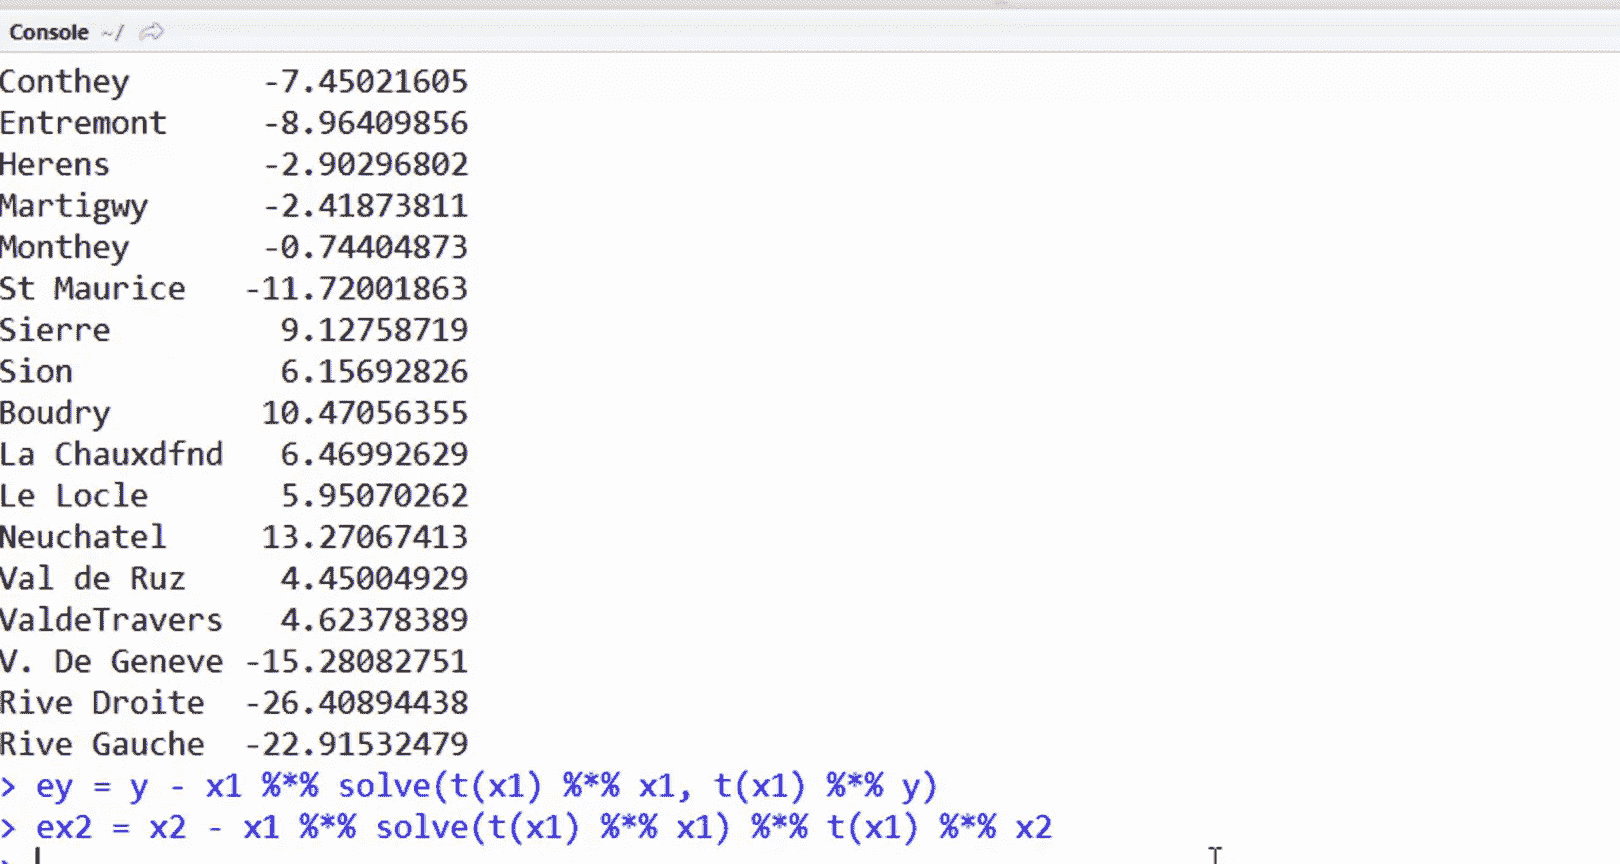 Console ~/
Conthey -7.45021605
Entremont -8.96409856
Herens -2.90296802
Martigwy -2.41873811
Monthey -0.74404873
St Maurice -11.72001863
Sierre 9.12758719
Sion 6.15692826
Boudry 10.47056355
La Chauxdfnd 6.46992629
Le Locle 5.95070262
Neuchatel 13.27067413
Val de Ruz 4.45004929
ValdeTravers 4.62378389
V. De Geneve -15.28082751
Rive Droite -26.40894438
Rive Gauche -22.91532479
> ey = y - x1 %*% solve(t(x1) %*% x1, t(x1) %*% y)
> ex2 = x2 - x1 %*% solve(t(x1) %*% x1) %*% t(x1) %*% x2
>